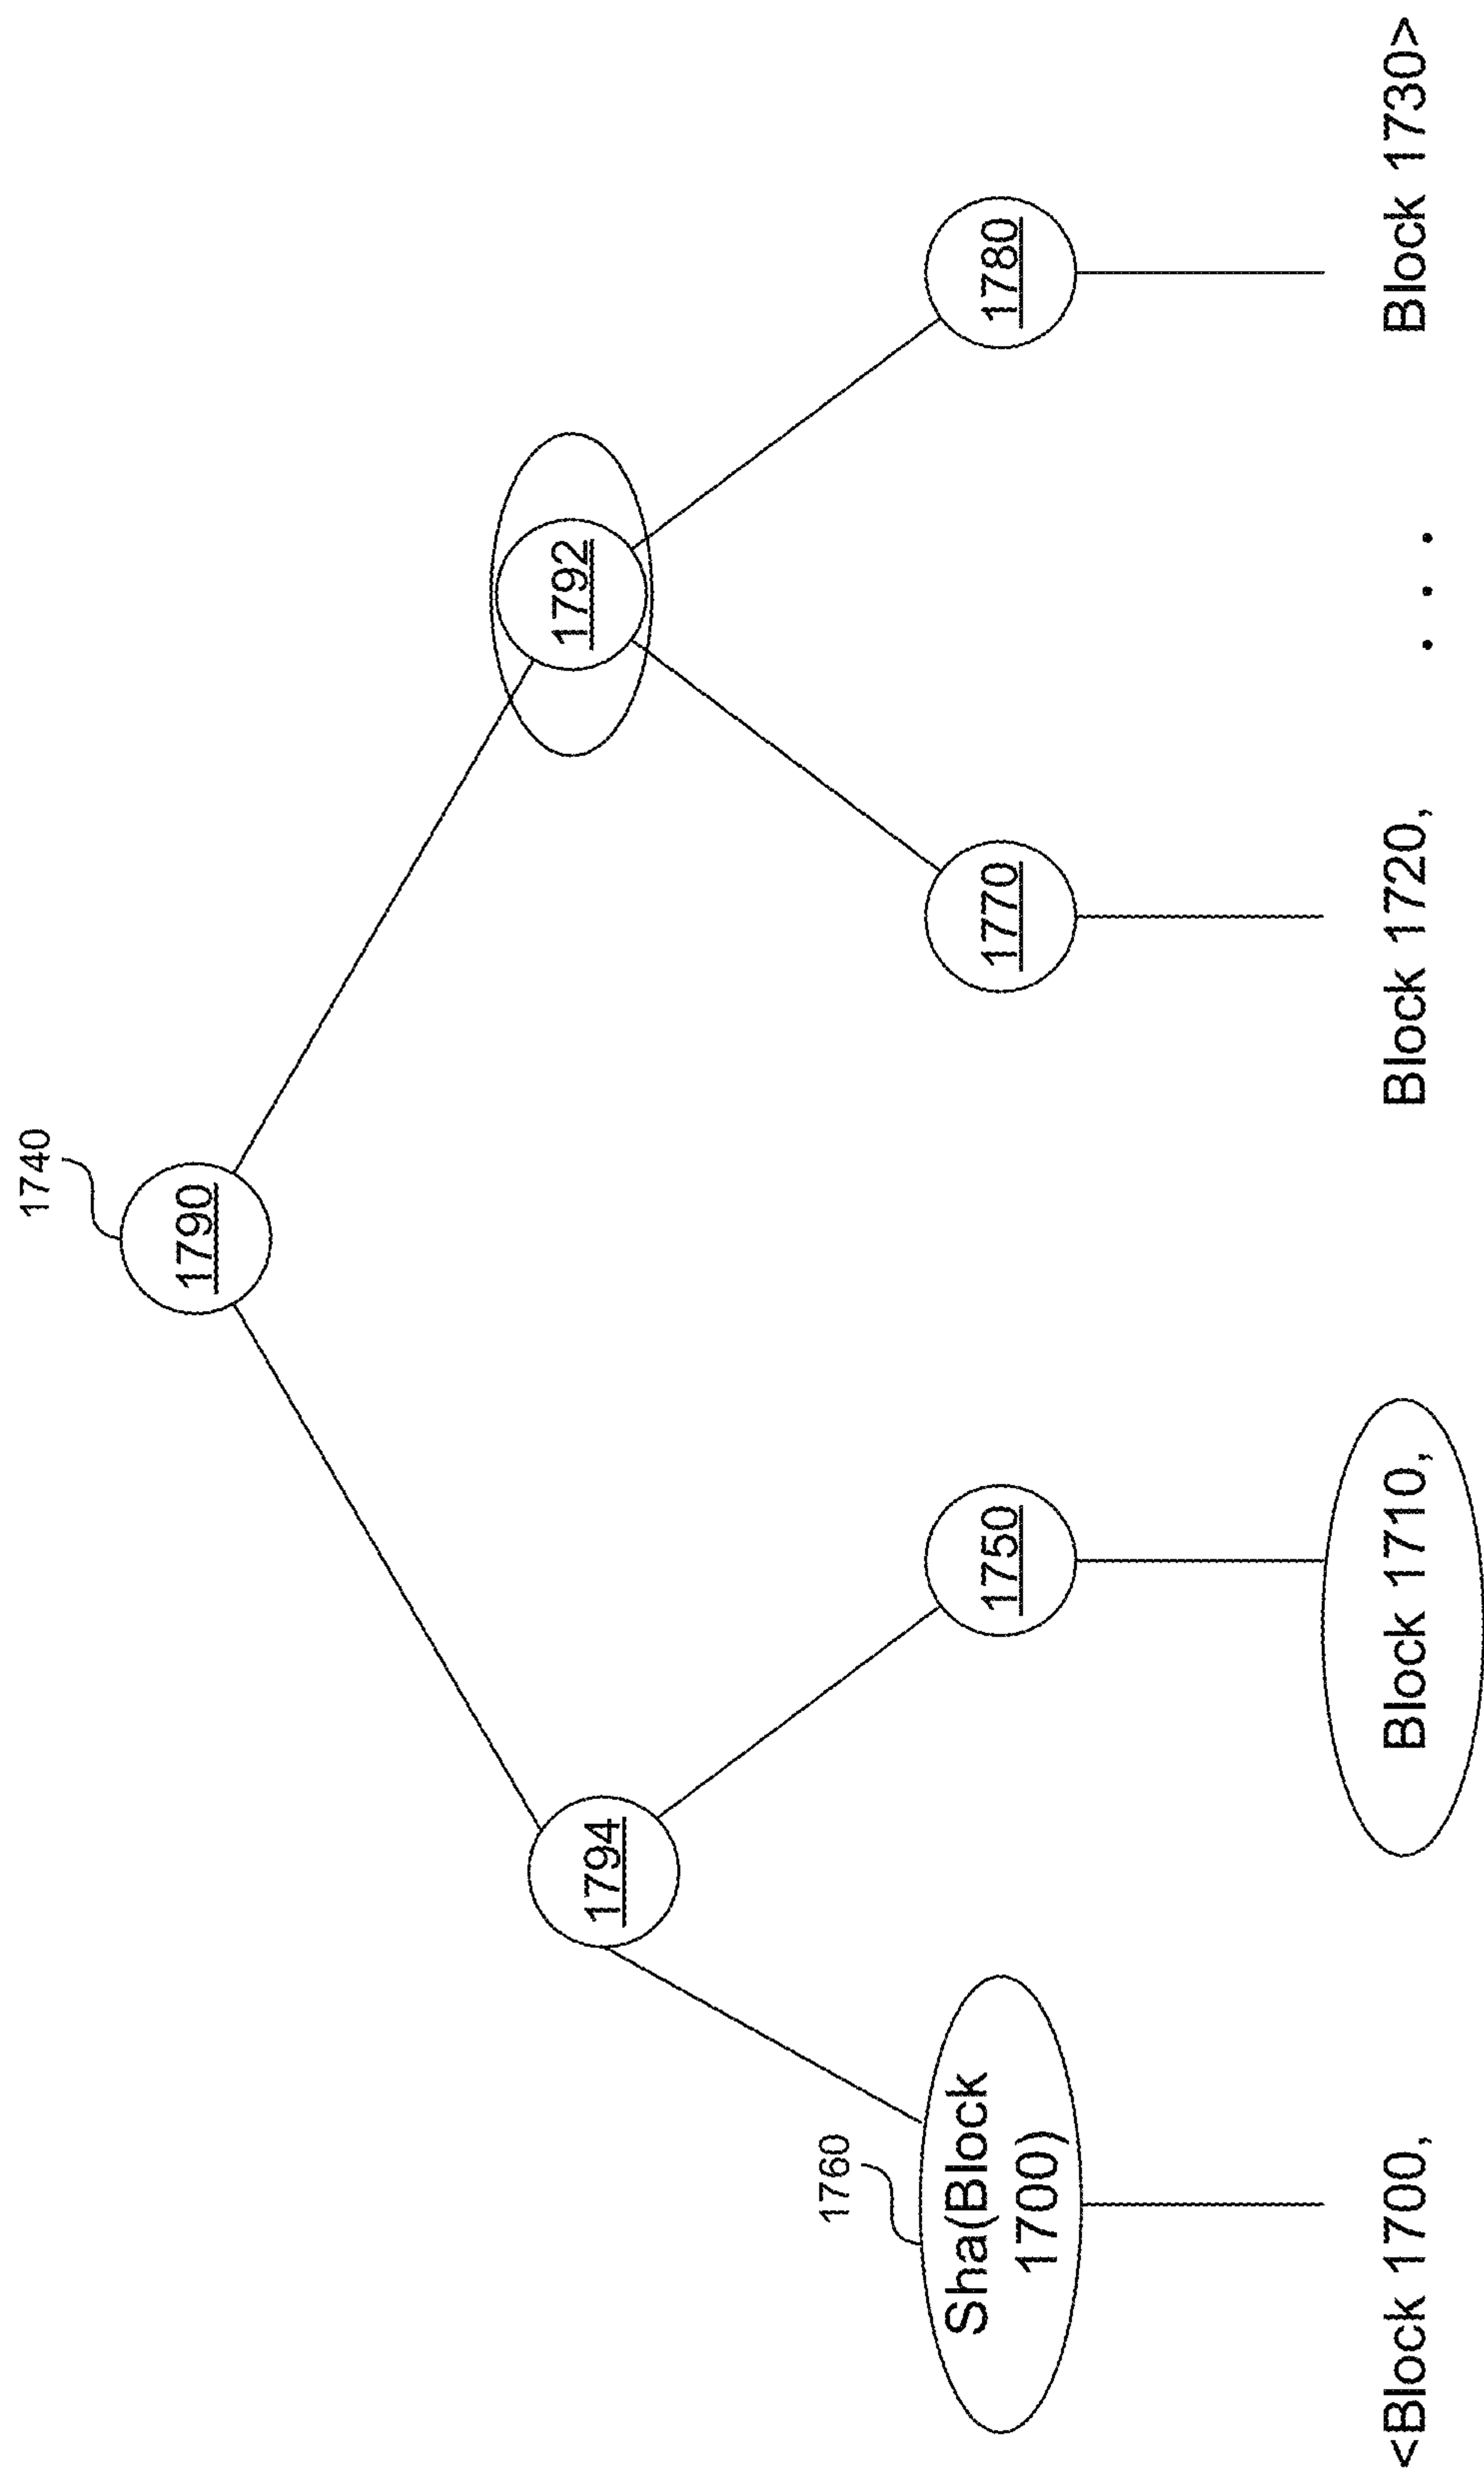 1740
1790
1792
1794
1760
Sha(Block
1700)
1750
1770
1780
<Block 1700,
Block 1710,
Block 1720,
. . .
Block 1730>